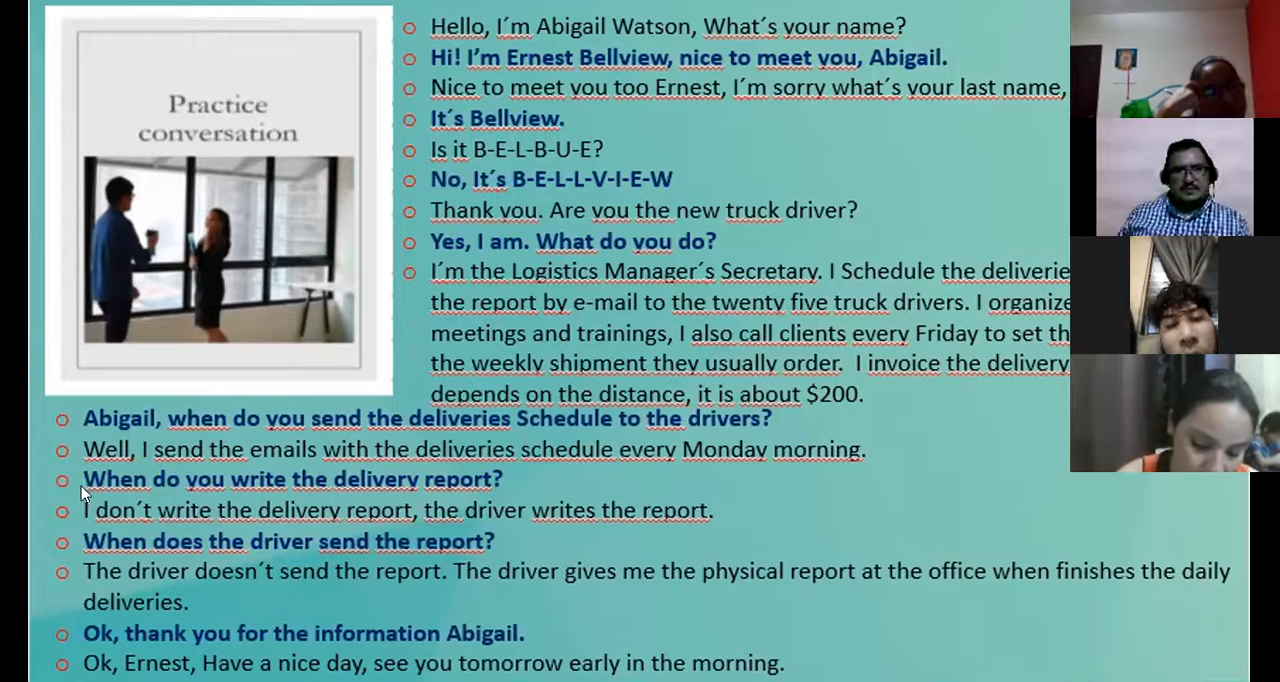 Practice
conversation
Hello, I´m Abigail Watson, What´s your name?
Hi! I’m Ernest Bellview, nice to meet you, Abigail.
Nice to meet you too Ernest, I´m sorry what´s your last name,
It´s Bellview.
Is it B-E-L-B-U-E?
No, It´s B-E-L-L-V-I-E-W
Thank you. Are you the new truck driver?
Yes, I am. What do you do?
I´m the Logistics Manager´s Secretary. I Schedule the
the report by e-mail to the twenty five truck drivers. I
meetings and trainings, I also call clients every Friday to set
the weekly shipment they usually order. I invoice the delivery
depends on the distance, it is about $200.
Abigail, when do you send the deliveries Schedule to the drivers?
Well, I send the emails with the deliveries schedule every Monday morning.
When do you write the delivery report?
I don´t write the delivery report, the driver writes the report.
When does the driver send the report?
The driver doesn´t send the report. The driver gives me the physical report at the office when finishes the daily
deliveries.
Ok, thank you for the information Abigail.
Ok, Ernest, Have a nice day, see you tomorrow early in the morning.